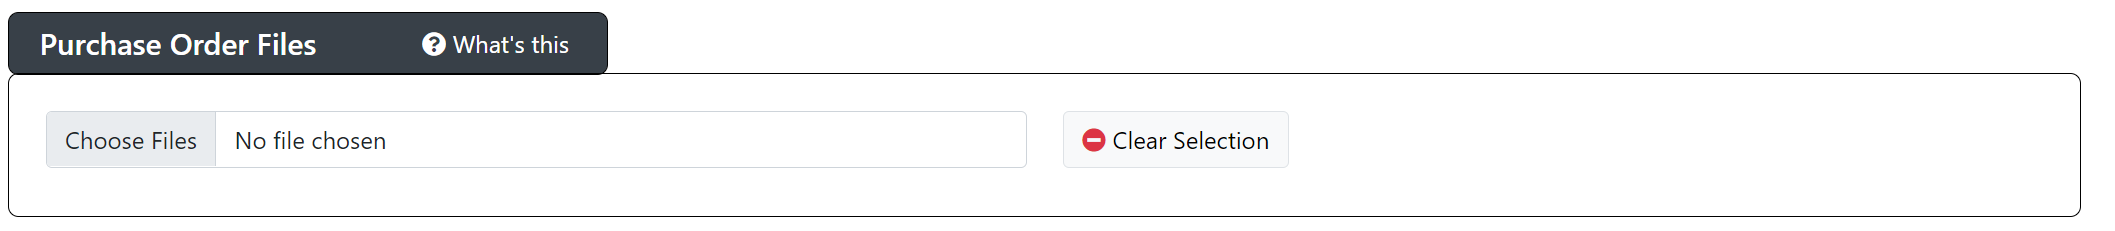 Purchase Order Files What's this
Choose Files No file chosen Clear Selection